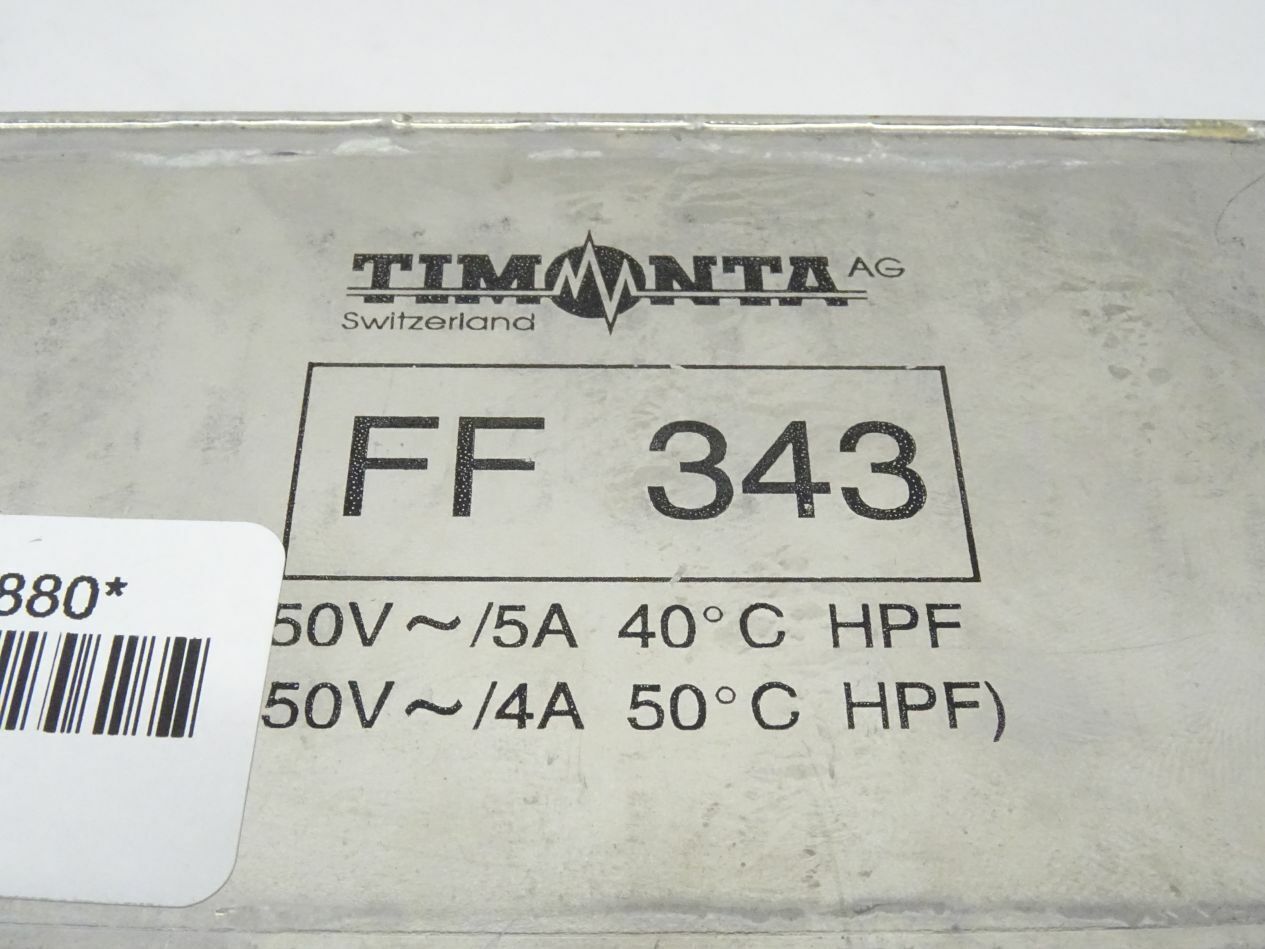 TIMONTA AG
Switzerland
FF 343
50V~/5A 40°C HPF
50V~/4A 50°C HPF)
880*